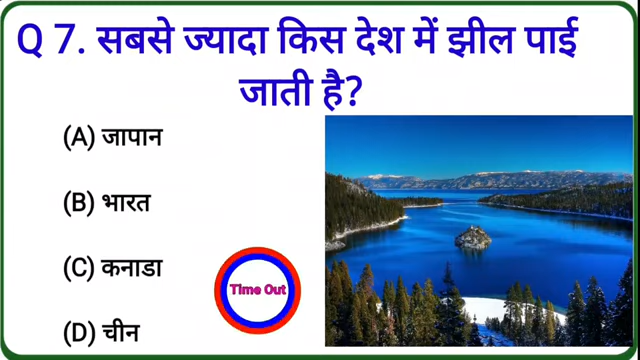 Q 7. सबसे ज्यादा किस देश में झील पाई
जाती है?
(A) जापान
(B) भारत
(C) कनाडा
Time Out
(D) चीन